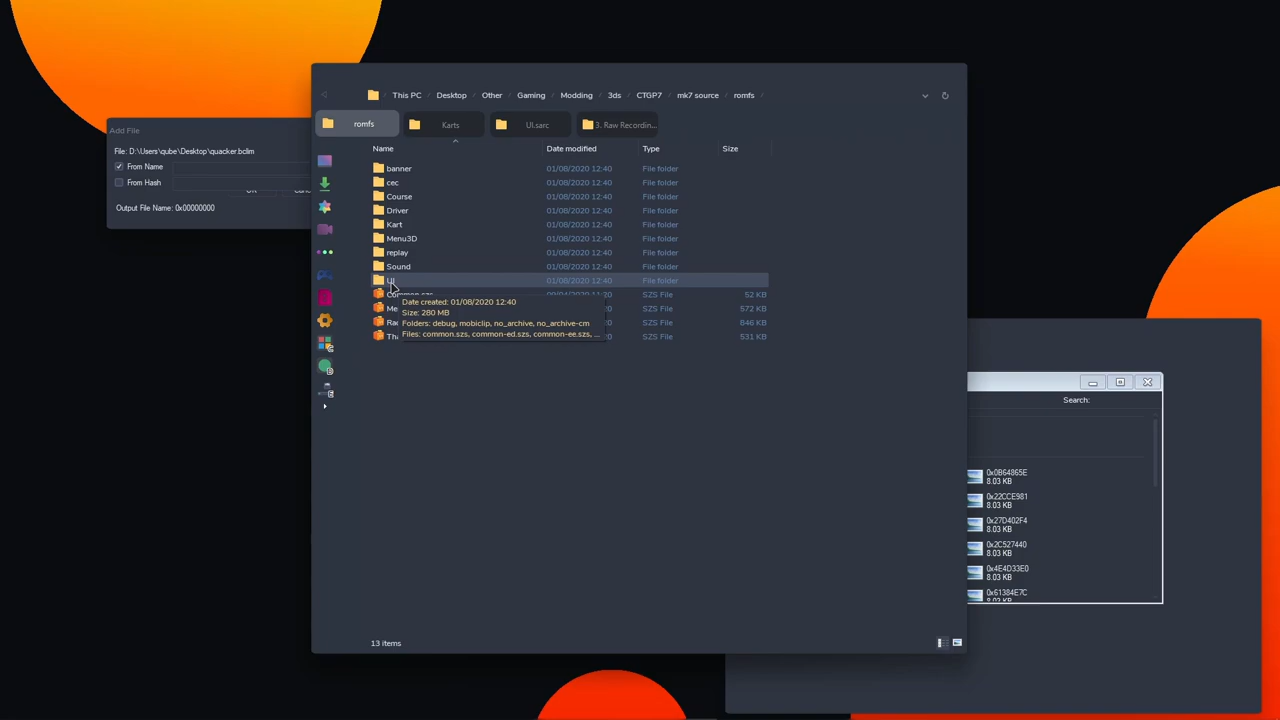 This PC Desktop Other Gaming Modding 3ds CTGP7 mk7 source romfs
romfs Karts UI.sarc 3. Raw Recordin...
Name Date modified Type Size
banner 01/08/2020 12:40 File folder
cec 01/08/2020 12:40 File folder
Course 01/08/2020 12:40 File folder
Driver 01/08/2020 12:40 File folder
Kart 01/08/2020 12:40 File folder
Menu3D 01/08/2020 12:40 File folder
replay 01/08/2020 12:40 File folder
Sound 01/08/2020 12:40 File folder
UI 01/08/2020 12:40 File folder
SZS File 52 KB
SZS File 572 KB
SZS File 846 KB
SZS File 531 KB
Date created: 01/08/2020 12:40
Size: 280 MB
Folders: debug, mobiclip, no_archive, no_archive-cm
Files: common.szs, common-ed.szs, common-ee.szs, ...
13 items
Add File
File: D:\Users\qube\Desktop\quacker.bclim
From Name
From Hash
Output File Name: 0x00000000
Search:
0x0B64865E
8.03 KB
0x22CCE981
8.03 KB
0x27D402F4
8.03 KB
0x2C527440
8.03 KB
0x4E4D33E0
8.03 KB
0x61384E7C